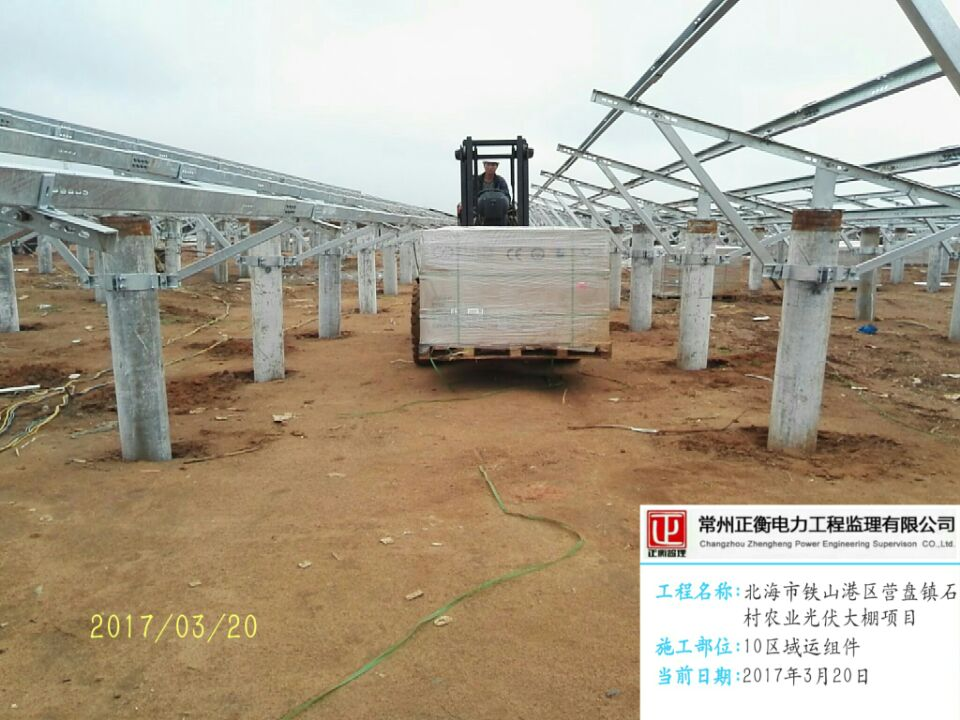 CE
常州正衡电力工程监理有限公司
Changzhou Zhengheng Power Engineering Supervison CO.,Ltd.
正衡监理
工程名称:北海市铁山港区营盘镇石
村农业光伏大棚项目
施工部位:10区域运组件
当前日期:2017年3月20日
2017/03/20